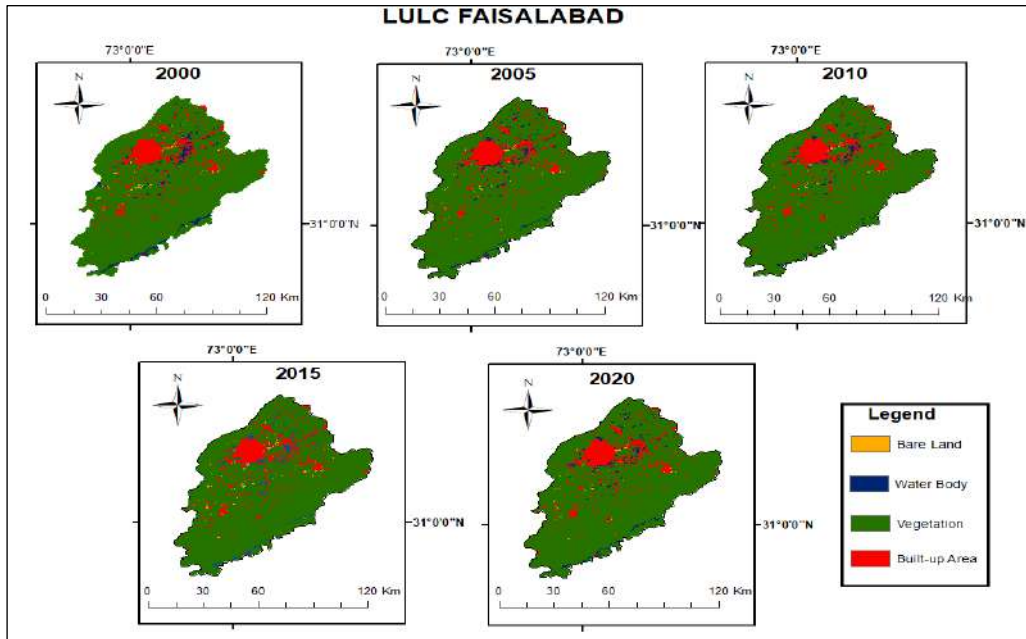 LULC FAISALABAD
73°0'0"E
2000
N
31°0'0"N
0 30 60 120 Km
73°0'0"E
2005
N
31°0'0"N
0 30 60 120 Km
73°0'0"E
2010
N
31°0'0"N
0 30 60 120 Km
73°0'0"E
2015
N
31°0'0"N
0 30 60 120 Km
73°0'0"E
2020
N
31°0'0"N
0 30 60 120 Km
Legend
Bare Land
Water Body
Vegetation
Built-up Area